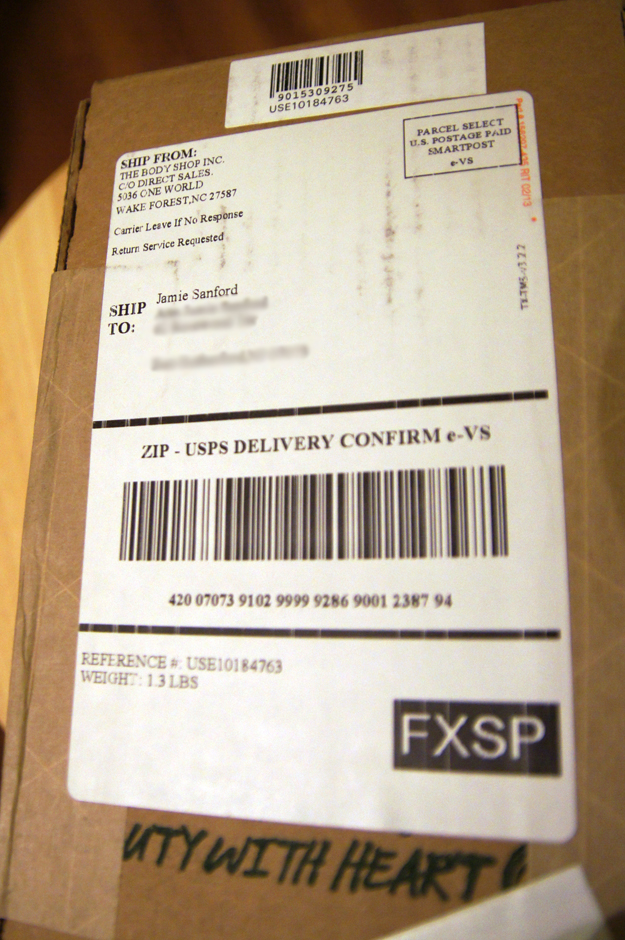 9015309275
USE10184763
PARCEL SELECT
U.S. POSTAGE PAID
SMARTPOST
e-VS
SHIP FROM:
THE BODY SHOP INC.
C/O DIRECT SALES.
5036 ONE WORLD
WAKE FOREST,NC 27587
Carrier Leave If No Response
Return Service Requested
SHIP TO:
Jamie Sanford
ZIP - USPS DELIVERY CONFIRM e-VS
420 07073 9102 9999 9286 9001 2387 94
REFERENCE #: USE10184763
WEIGHT: 1.3 LBS
FXSP
UTY WITH HEART